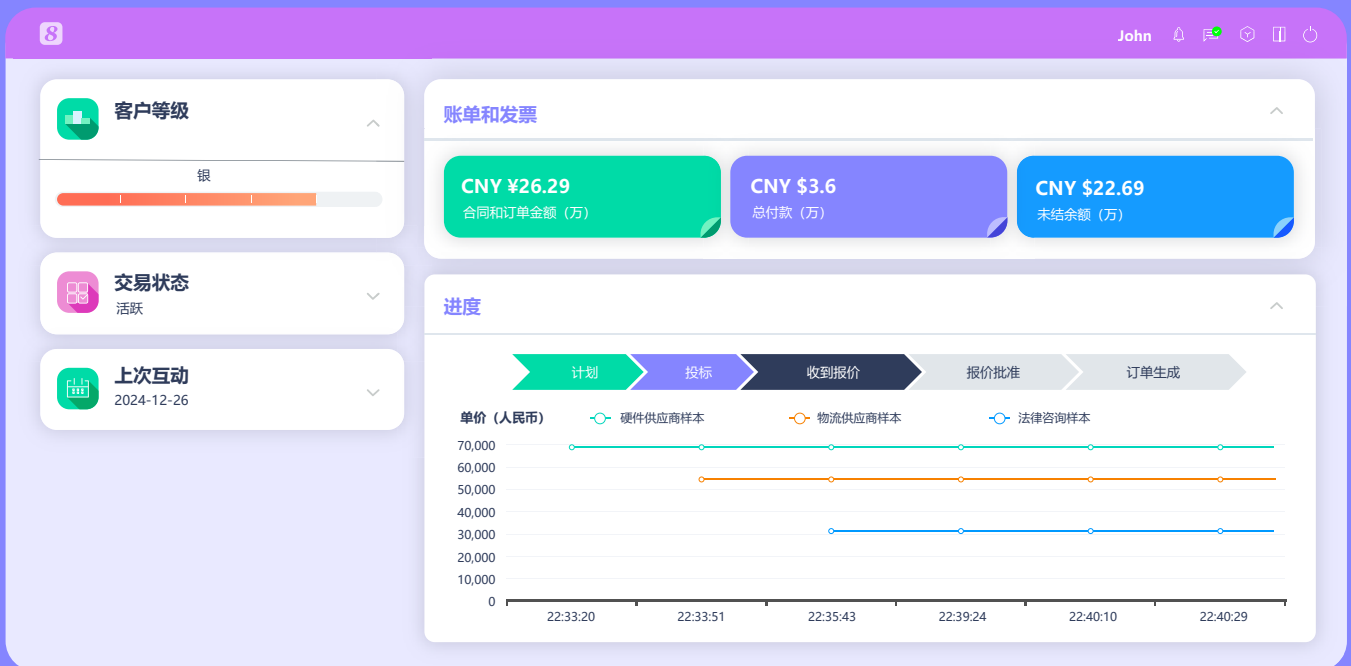 8
John
客户等级
银
交易状态
活跃
上次互动
2024-12-26
账单和发票
CNY ¥26.29
合同和订单金额（万）
CNY $3.6
总付款（万）
CNY $22.69
未结余额（万）
进度
计划
投标
收到报价
报价批准
订单生成
单价（人民币）
硬件供应商样本
物流供应商样本
法律咨询样本
70,000
60,000
50,000
40,000
30,000
20,000
10,000
0
22:33:20
22:33:51
22:35:43
22:39:24
22:40:10
22:40:29